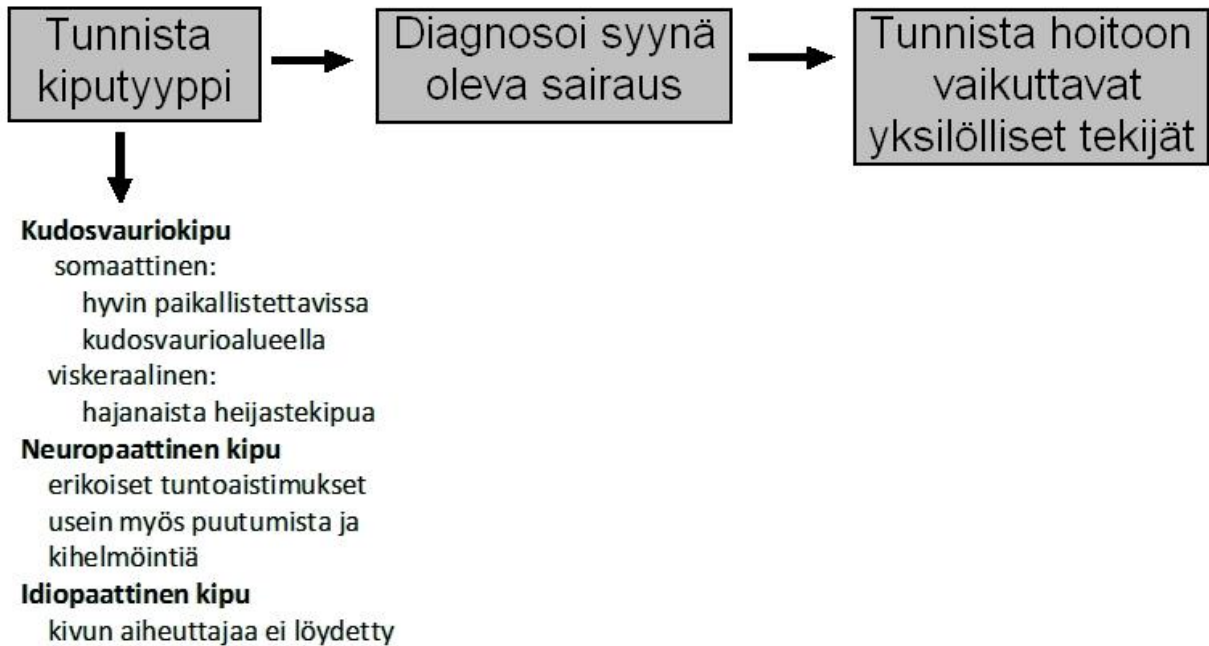 Tunnista
kiputyyppi
Diagnosoi syynä
oleva sairaus
Tunnista hoitoon
vaikuttavat
yksilölliset tekijät
Kudosvauriokipu
somaattinen:
hyvin paikallistettavissa
kudosvaurioalueella
viskeraalinen:
hajanaista heijastekipua
Neuropaattinen kipu
erikoiset tuntoaistimukset
usein myös puutumista ja
kihelmöintiä
Idiopaattinen kipu
kivun aiheuttajaa ei löydetty